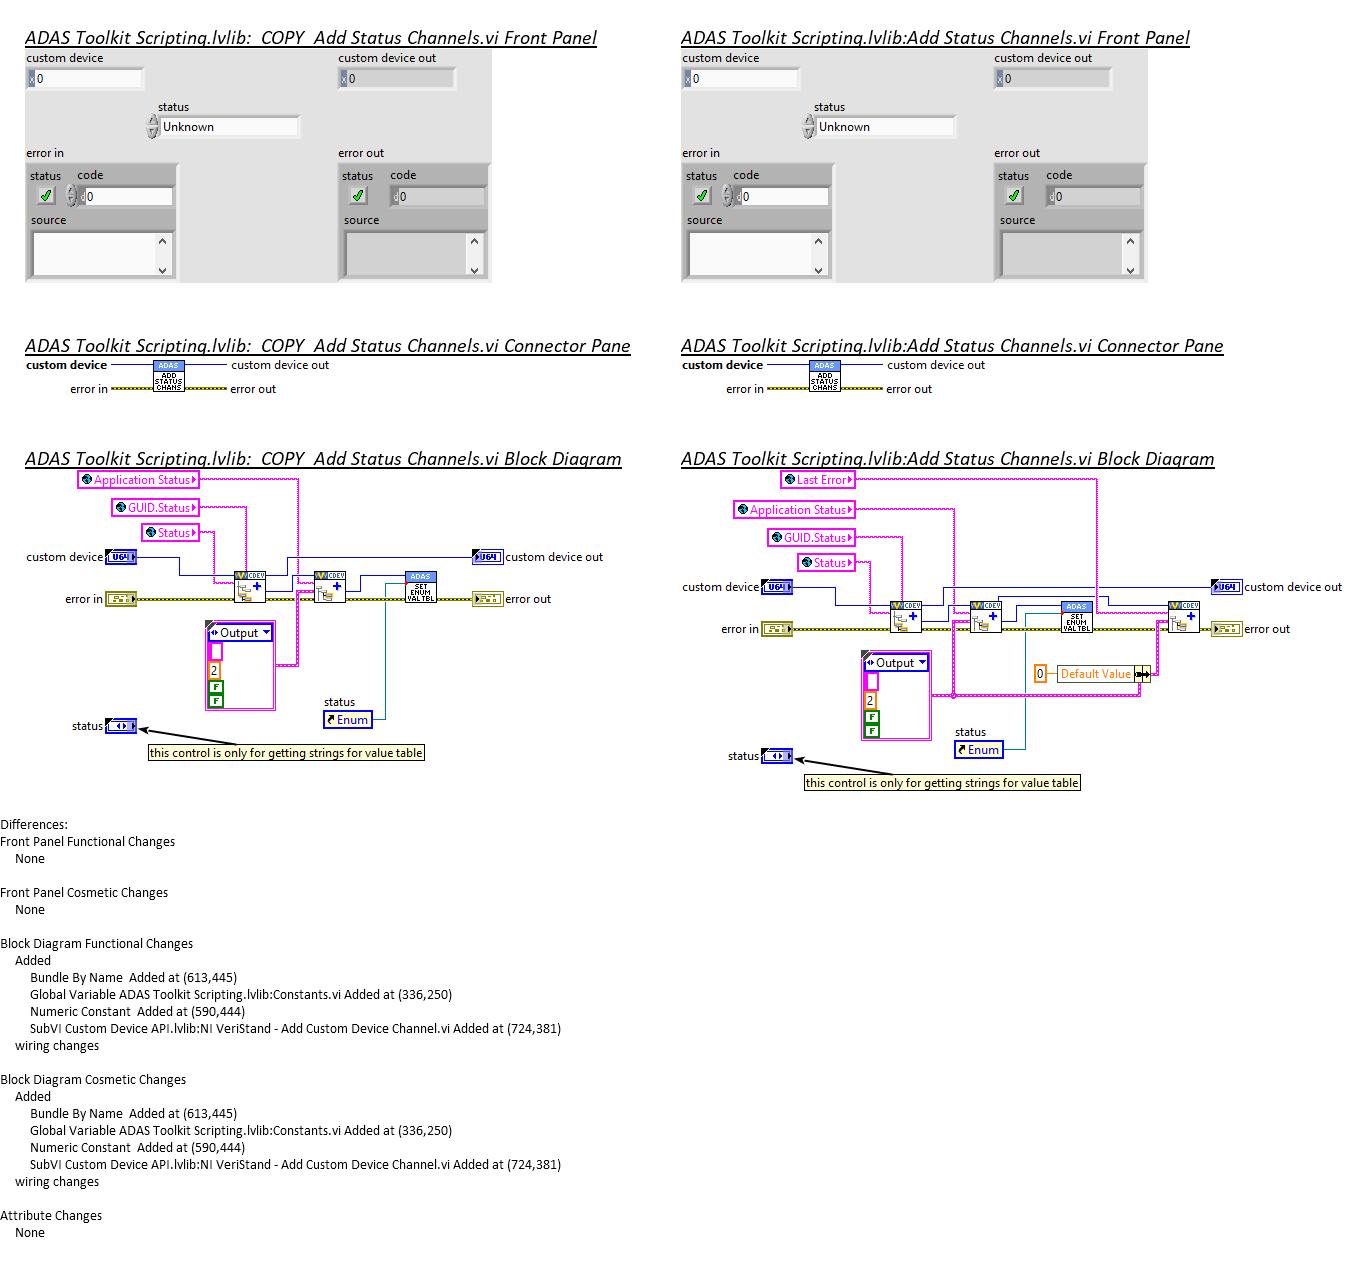 ADAS Toolkit Scripting.lvlib:  COPY  Add Status Channels.vi Front Panel
custom device
x 0
custom device out
x 0
status
Unknown
error in
status
code
d 0
source
error out
status
code
d 0
source
ADAS Toolkit Scripting.lvlib:Add Status Channels.vi Front Panel
custom device
x 0
custom device out
x 0
status
Unknown
error in
status
code
d 0
source
error out
status
code
d 0
source
ADAS Toolkit Scripting.lvlib:  COPY  Add Status Channels.vi Connector Pane
custom device
custom device out
error in
error out
ADAS
ADD
STATUS
CHANS
ADAS Toolkit Scripting.lvlib:Add Status Channels.vi Connector Pane
custom device
custom device out
error in
error out
ADAS
ADD
STATUS
CHANS
ADAS Toolkit Scripting.lvlib:  COPY  Add Status Channels.vi Block Diagram
Application Status
GUID.Status
Status
custom device
U64
U64
custom device out
CDEV
CDEV
ADAS
SET
ENUM
VALTBL
error in
error out
Output
2
F
F
status
Enum
status
this control is only for getting strings for value table
ADAS Toolkit Scripting.lvlib:Add Status Channels.vi Block Diagram
Last Error
Application Status
GUID.Status
Status
custom device
U64
U64
custom device out
CDEV
CDEV
ADAS
SET
ENUM
VALTBL
CDEV
error in
error out
Output
2
F
F
0
Default Value
status
Enum
status
this control is only for getting strings for value table
Differences:
Front Panel Functional Changes
None
Front Panel Cosmetic Changes
None
Block Diagram Functional Changes
Added
Bundle By Name  Added at (613,445)
Global Variable ADAS Toolkit Scripting.lvlib:Constants.vi Added at (336,250)
Numeric Constant  Added at (590,444)
SubVI Custom Device API.lvlib:NI VeriStand - Add Custom Device Channel.vi Added at (724,381)
wiring changes
Block Diagram Cosmetic Changes
Added
Bundle By Name  Added at (613,445)
Global Variable ADAS Toolkit Scripting.lvlib:Constants.vi Added at (336,250)
Numeric Constant  Added at (590,444)
SubVI Custom Device API.lvlib:NI VeriStand - Add Custom Device Channel.vi Added at (724,381)
wiring changes
Attribute Changes
None